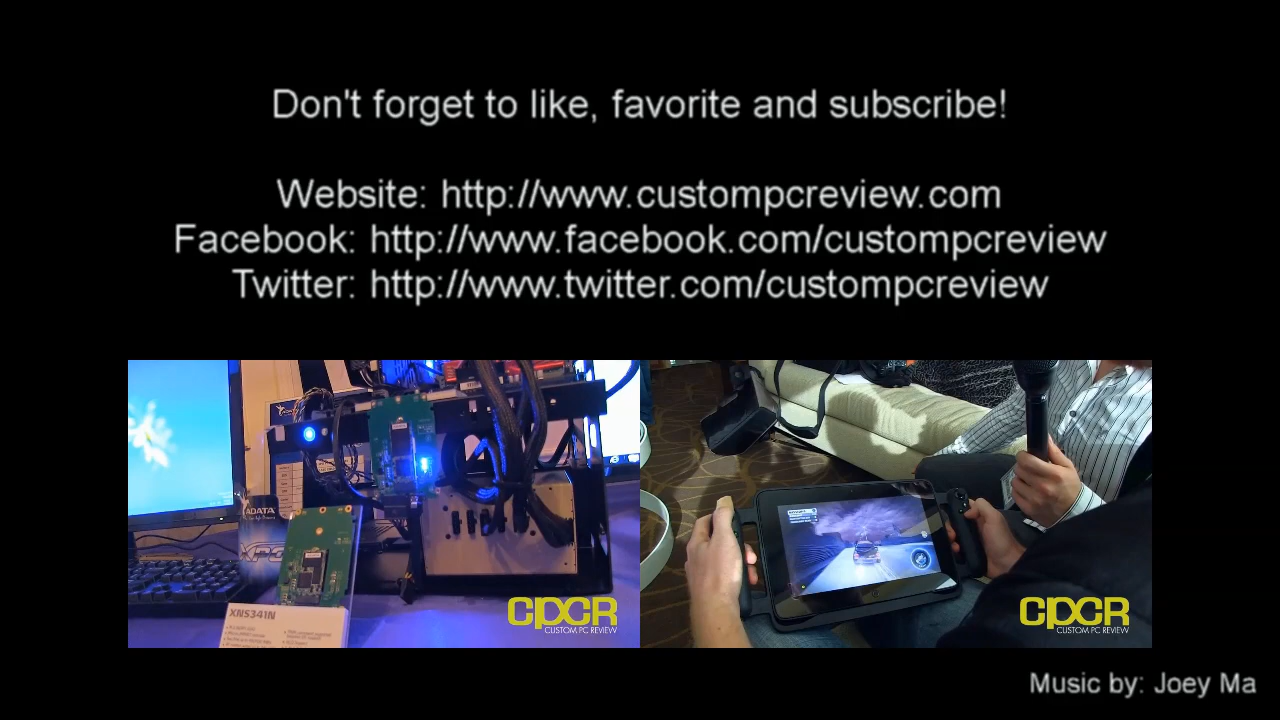 Don't forget to like, favorite and subscribe!
Website: http://www.custompcreview.com
Facebook: http://www.facebook.com/custompcreview
Twitter: http://www.twitter.com/custompcreview
ADATA
XNS341N
CPCR
CUSTOM PC REVIEW
CPCR
CUSTOM PC REVIEW
Music by: Joey Ma